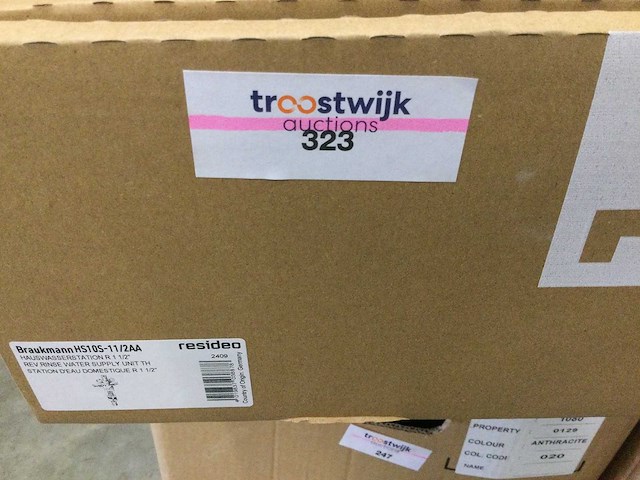 troostwijk
auctions
323
Braukmann HS10S-11/2AA
resideo
HAUSWASSERSTATION R 1 1/2"
REV.RINSE WATER SUPPLY UNIT TH
STATION D'EAU DOMESTIQUE R 1 1/2"
2409
Country of Origin: Germany
troostwijk
247
1080
PROPERTY 0129
COLOUR ANTHRACITE
COL. CODE 020
NAME